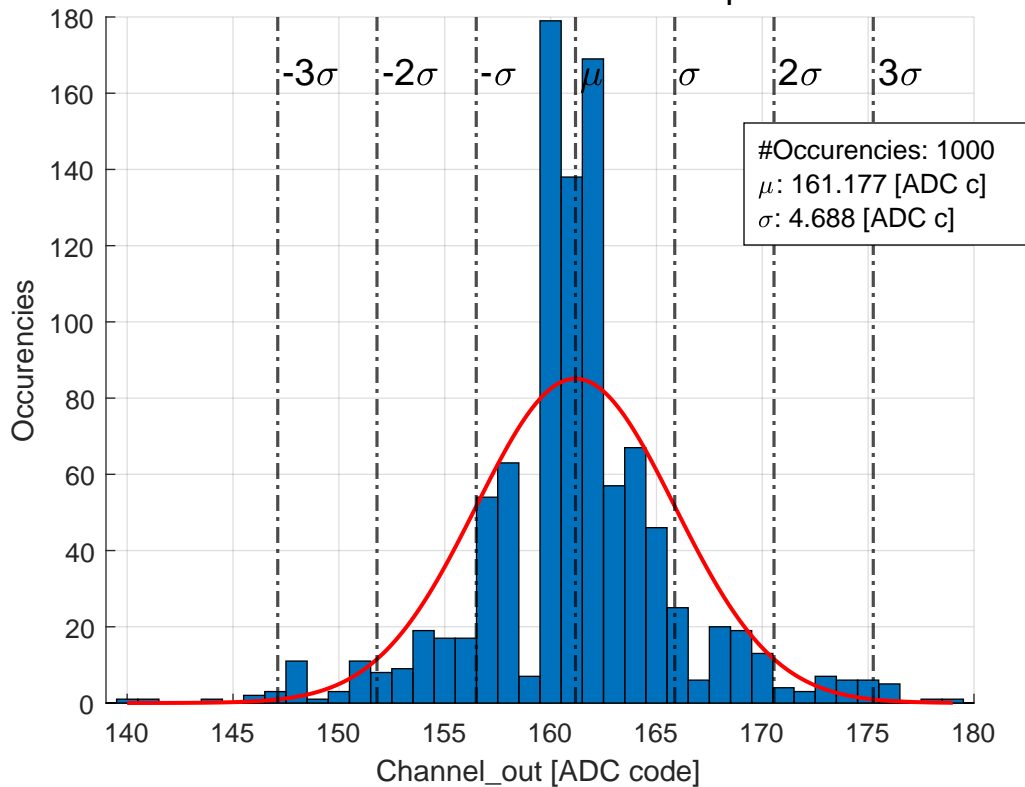 180
160
140
120
100
80
60
40
20
0
Occurencies
-3σ
-2σ
-σ
μ
σ
2σ
3σ
#Occurencies: 1000
μ: 161.177 [ADC c]
σ: 4.688 [ADC c]
140
145
150
155
160
165
170
175
180
Channel_out [ADC code]